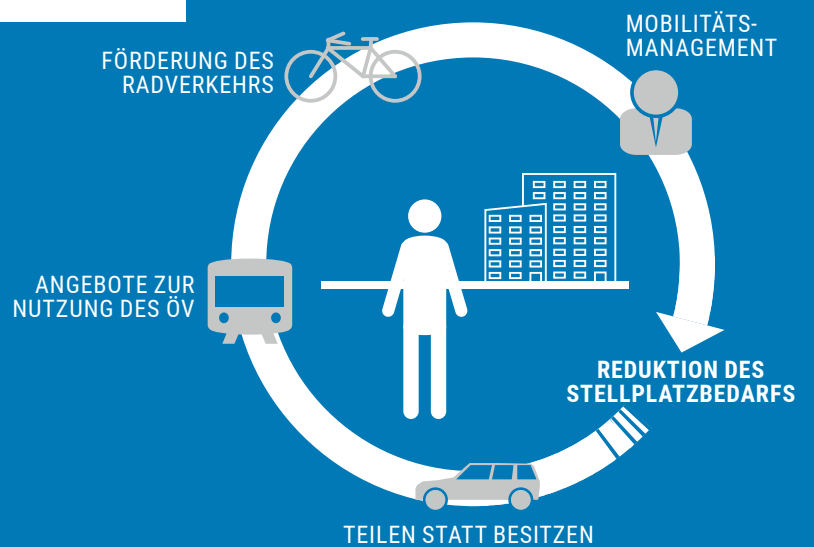 MOBILITÄTS-
MANAGEMENT
FÖRDERUNG DES
RADVERKEHRS
ANGEBOTE ZUR
NUTZUNG DES ÖV
REDUKTION DES
STELLPLATZBEDARFS
TEILEN STATT BESITZEN